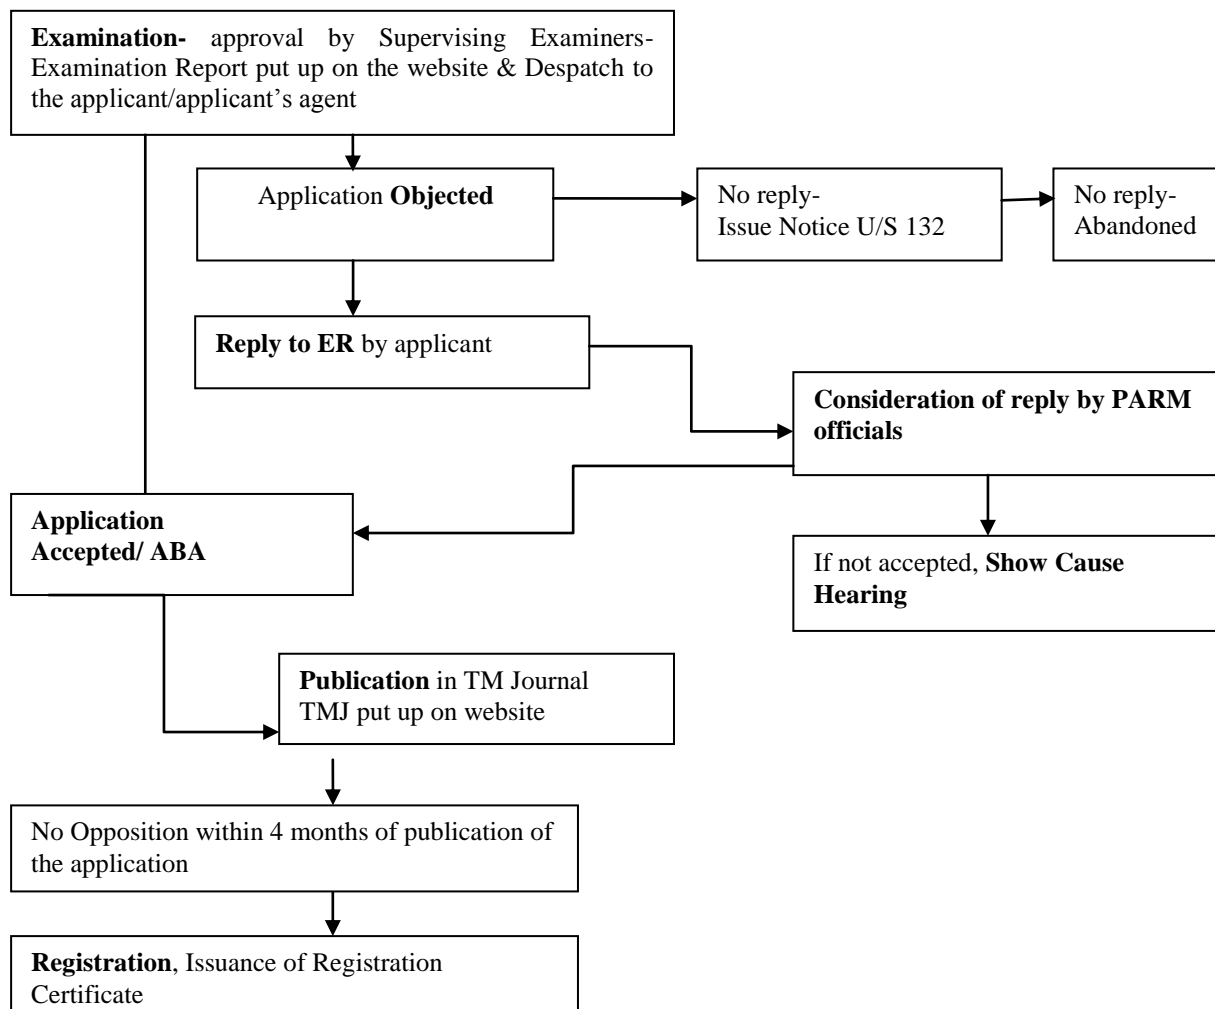 Examination- approval by Supervising Examiners-
Examination Report put up on the website & Despatch to
the applicant/applicant’s agent
Application Objected
No reply-
Issue Notice U/S 132
No reply-
Abandoned
Reply to ER by applicant
Consideration of reply by PARM
officials
Application
Accepted/ ABA
If not accepted, Show Cause
Hearing
Publication in TM Journal
TMJ put up on website
No Opposition within 4 months of publication of
the application
Registration, Issuance of Registration
Certificate